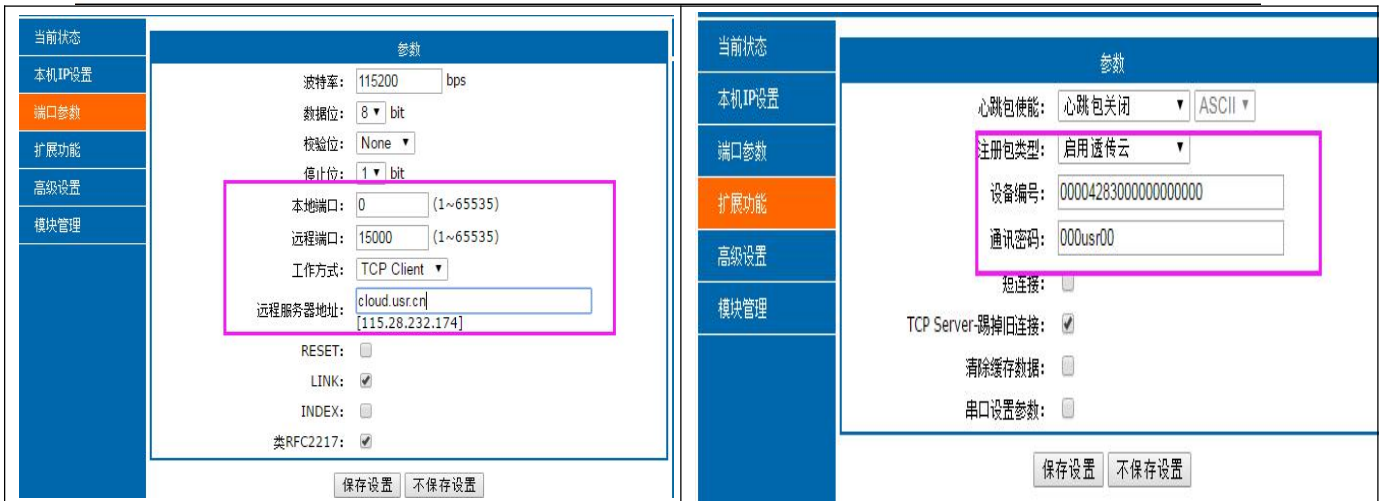 当前状态
本机IP设置
端口参数
扩展功能
高级设置
模块管理
参数
波特率: 115200 bps
数据位: 8 bit
校验位: None
停止位: 1 bit
本地端口: 0 (1~65535)
远程端口: 15000 (1~65535)
工作方式: TCP Client
远程服务器地址: cloud.usr.cn
[115.28.232.174]
RESET:
LINK:
INDEX:
类RFC2217:
保存设置 不保存设置
当前状态
本机IP设置
端口参数
扩展功能
高级设置
模块管理
参数
心跳包使能: 心跳包关闭 ASCII
注册包类型: 启用透传云
设备编号: 00004283000000000000
通讯密码: 000usr00
短连接:
TCP Server-踢掉旧连接:
清除缓存数据:
串口设置参数:
保存设置 不保存设置